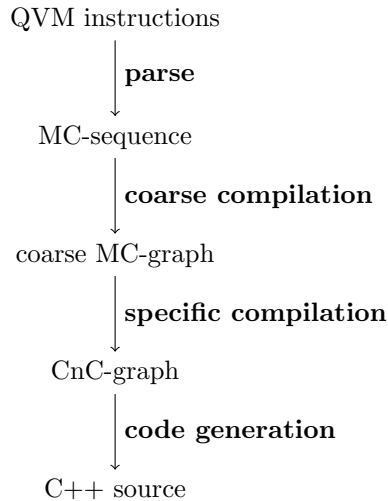 QVM instructions
parse
MC-sequence
coarse compilation
coarse MC-graph
specific compilation
CnC-graph
code generation
C++ source